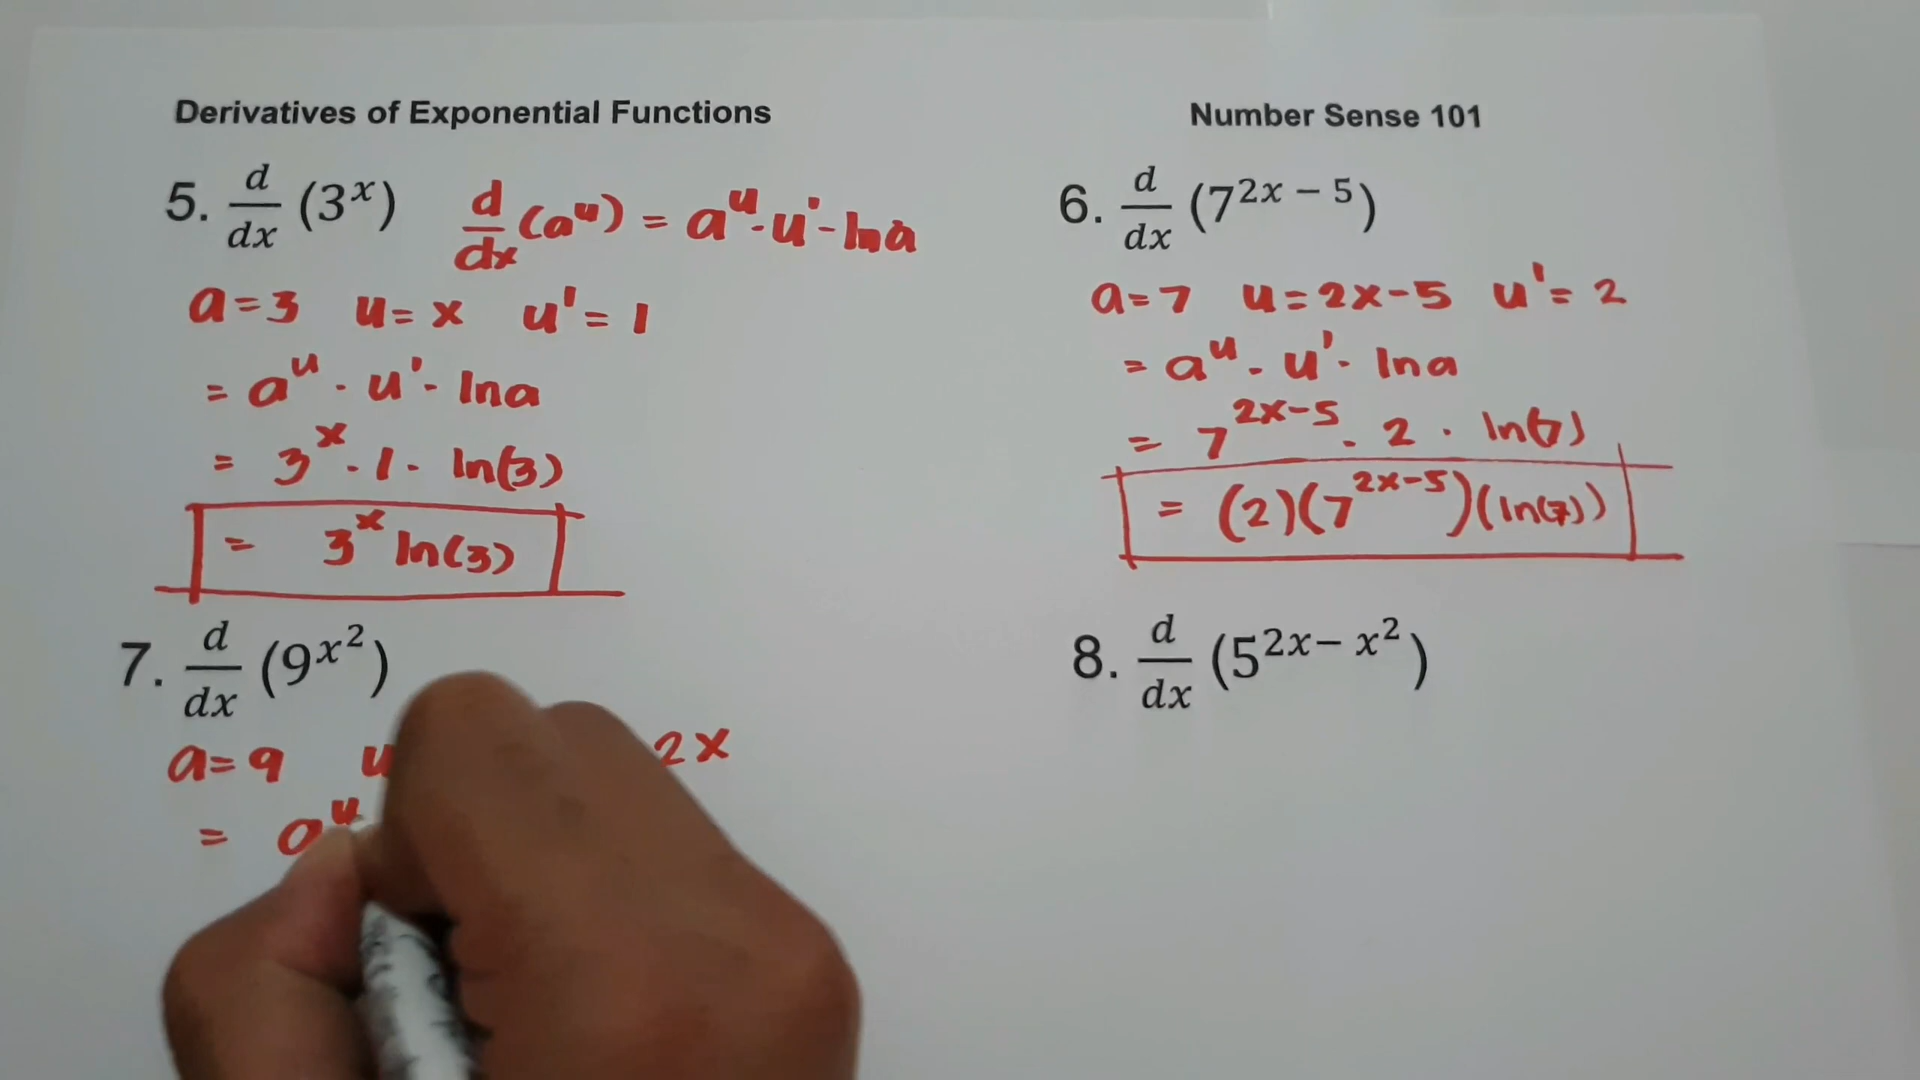 Derivatives of Exponential Functions
Number Sense 101
5. d/dx (3^x)
d/dx (a^u) = a^u · u' · ln a
a = 3 u = x u' = 1
= a^u · u' · ln a
= 3^x · 1 · ln(3)
= 3^x ln(3)
6. d/dx (7^(2x − 5))
a = 7 u = 2x - 5 u' = 2
= a^u · u' · ln a
= 7^(2x-5) · 2 · ln(7)
= (2)(7^(2x-5))(ln(7))
7. d/dx (9^(x^2))
a = 9 u 2x
= a^u
8. d/dx (5^(2x − x^2))